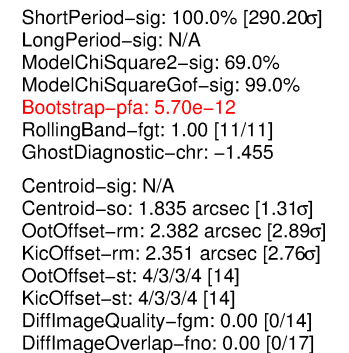 ShortPeriod−sig: 100.0% [290.20σ]
LongPeriod−sig: N/A
ModelChiSquare2−sig: 69.0%
ModelChiSquareGof−sig: 99.0%
Bootstrap−pfa: 5.70e−12
RollingBand−fgt: 1.00 [11/11]
GhostDiagnostic−chr: −1.455
Centroid−sig: N/A
Centroid−so: 1.835 arcsec [1.31σ]
OotOffset−rm: 2.382 arcsec [2.89σ]
KicOffset−rm: 2.351 arcsec [2.76σ]
OotOffset−st: 4/3/3/4 [14]
KicOffset−st: 4/3/3/4 [14]
DiffImageQuality−fgm: 0.00 [0/14]
DiffImageOverlap−fno: 0.00 [0/17]